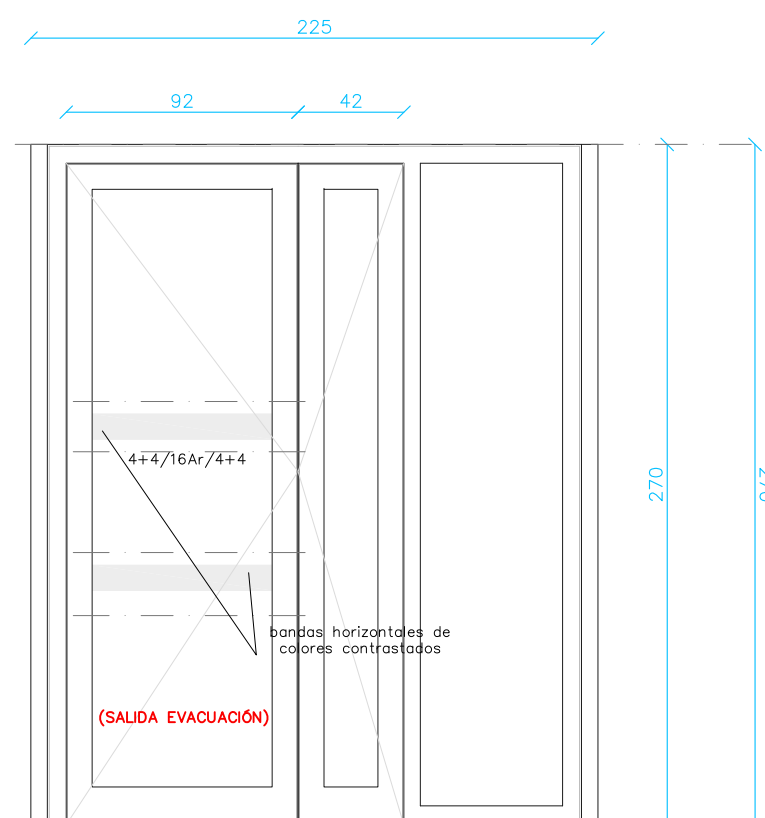 225
92
42
270
4+4/16Ar/4+4
bandas horizontales de
colores contrastados
(SALIDA EVACUACIÓN)